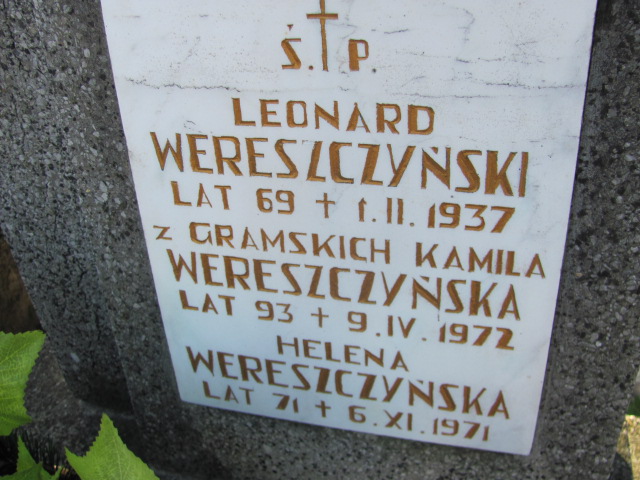 Ś. † P.
LEONARD
WERESZCZYŃSKI
LAT 69 † 1.II.1937
Z GRAMSKICH KAMILA
WERESZCZYŃSKA
LAT 93 † 9.IV.1972
HELENA
WERESZCZYŃSKA
LAT 71 † 6.XI.1971